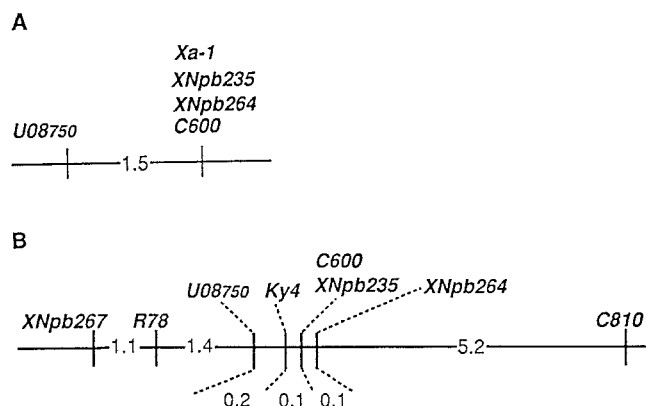 A
Xa-1
XNpb235
XNpb264
U08750 C600
1.5
B
C600
U08750 Ky4 XNpb235 XNpb264
XNpb267 R78 C810
1.1 1.4 5.2
0.2 0.1 0.1